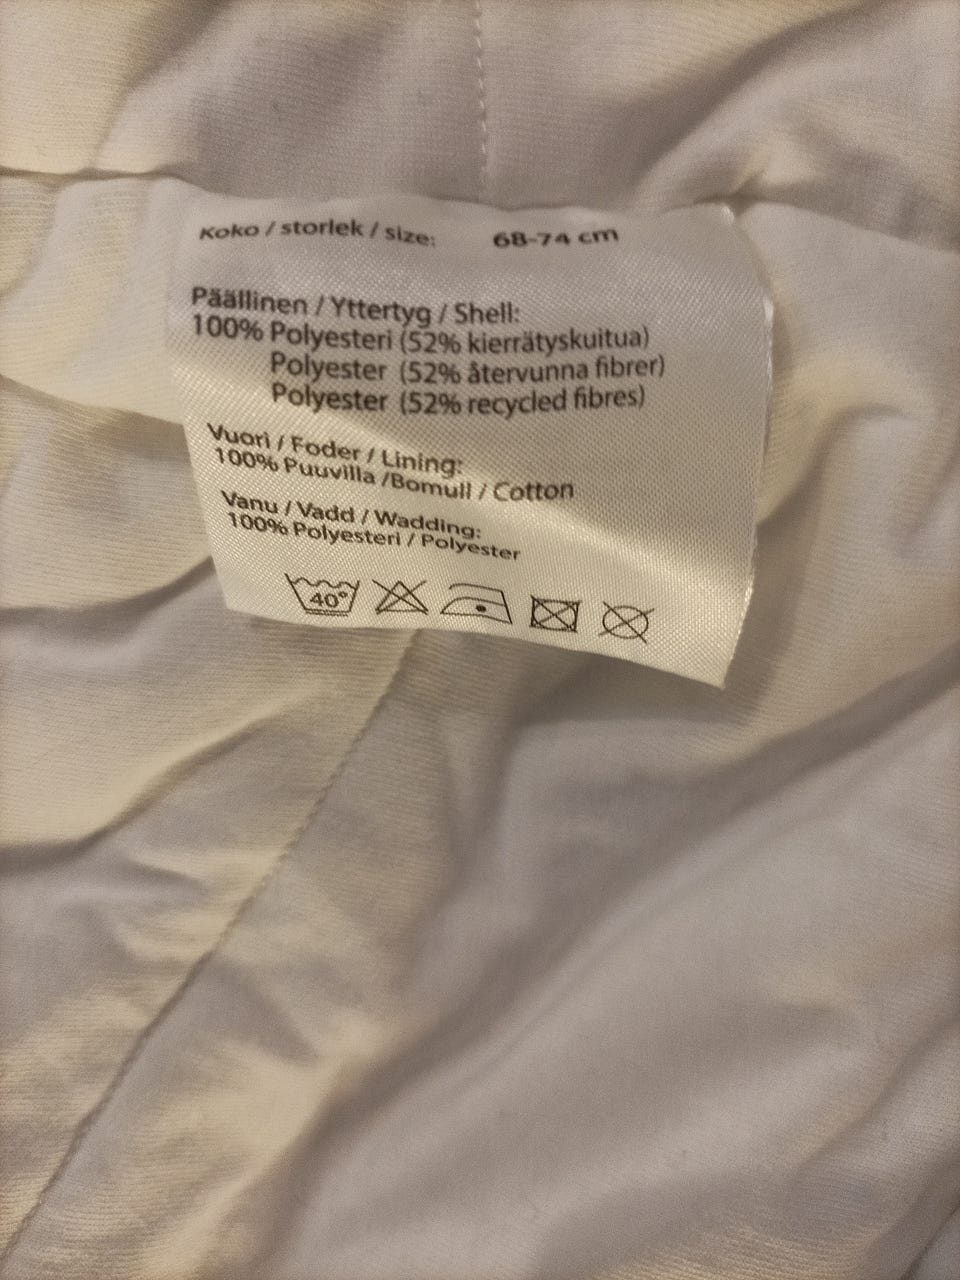 Koko / storlek / size: 68-74 cm
Päällinen / Yttertyg / Shell:
100% Polyesteri (52% kierrätyskuitua)
Polyester (52% återvunna fibrer)
Polyester (52% recycled fibres)
Vuori / Foder / Lining:
100% Puuvilla /Bomull / Cotton
Vanu / Vadd / Wadding:
100% Polyesteri / Polyester
40°